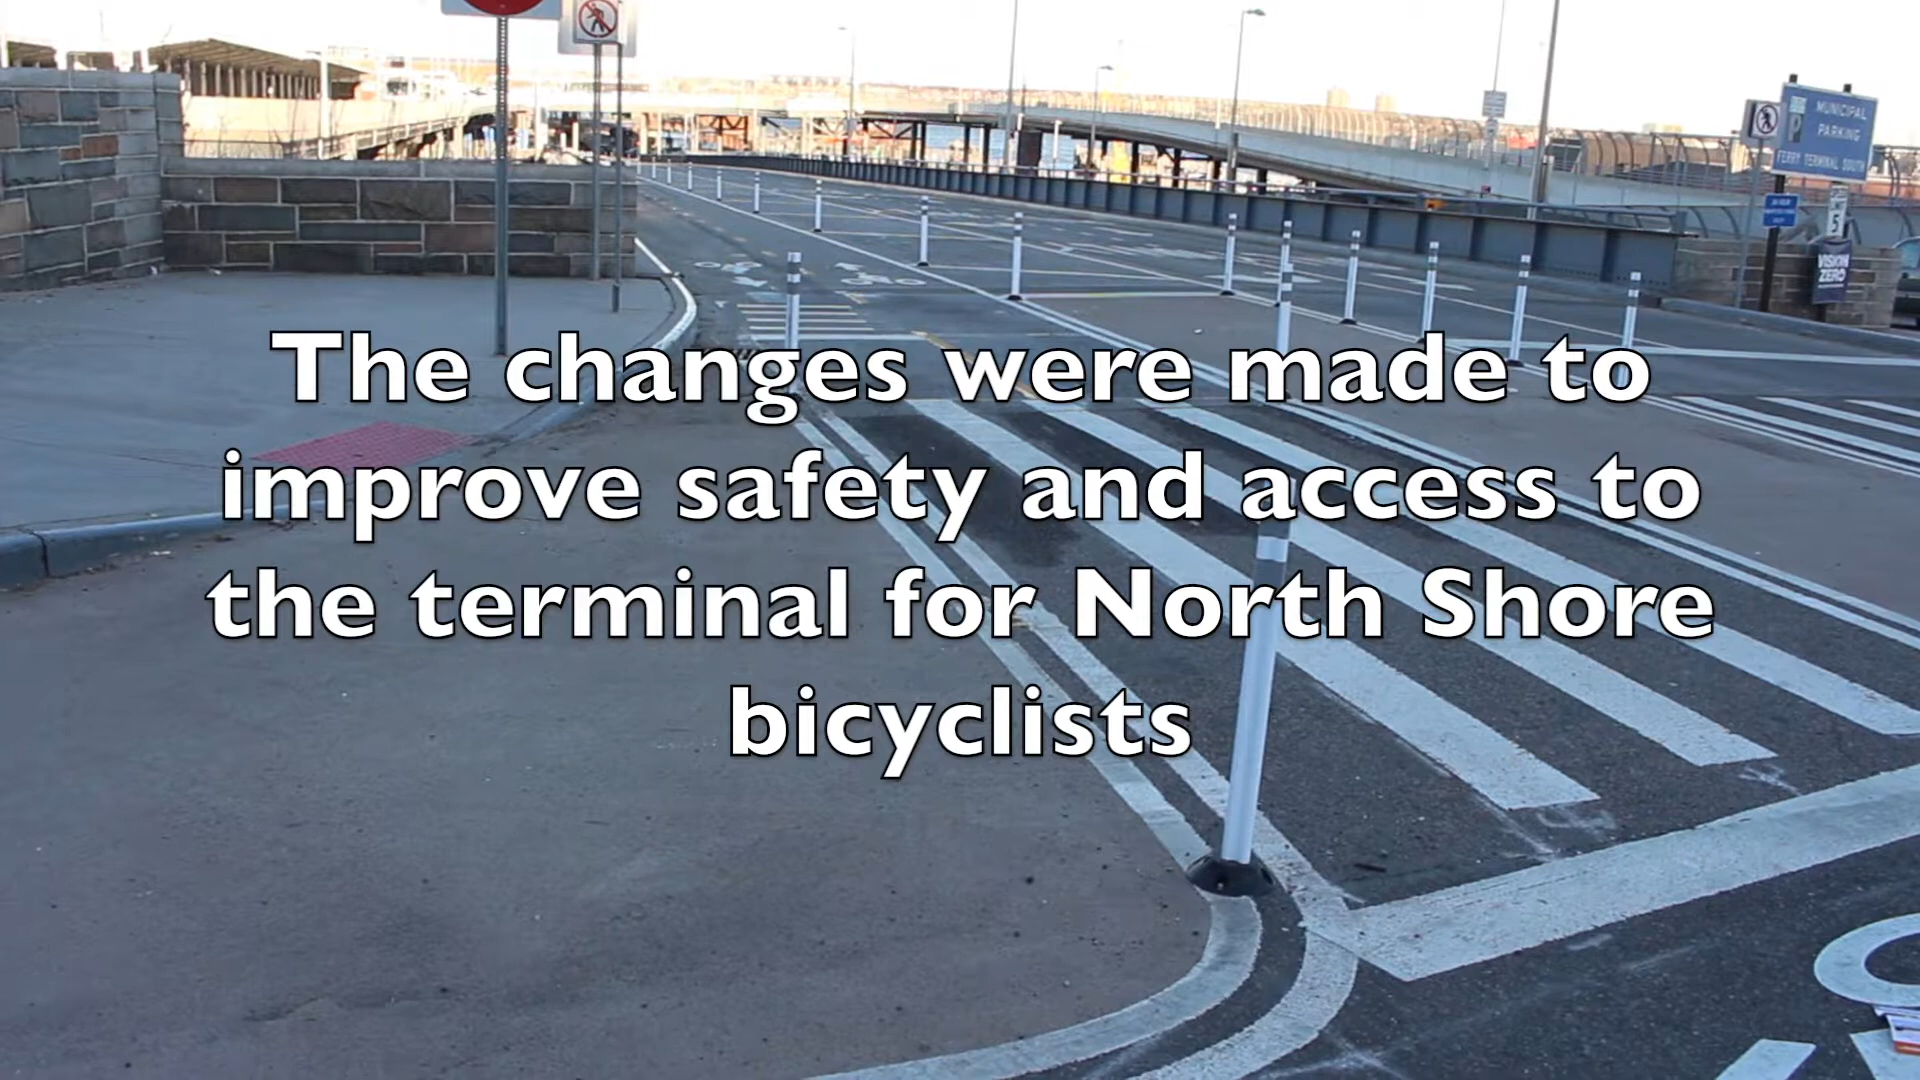 MUNICIPAL
PARKING
FERRY TERMINAL SOUTH
5
VISION
ZERO
The changes were made to
improve safety and access to
the terminal for North Shore
bicyclists